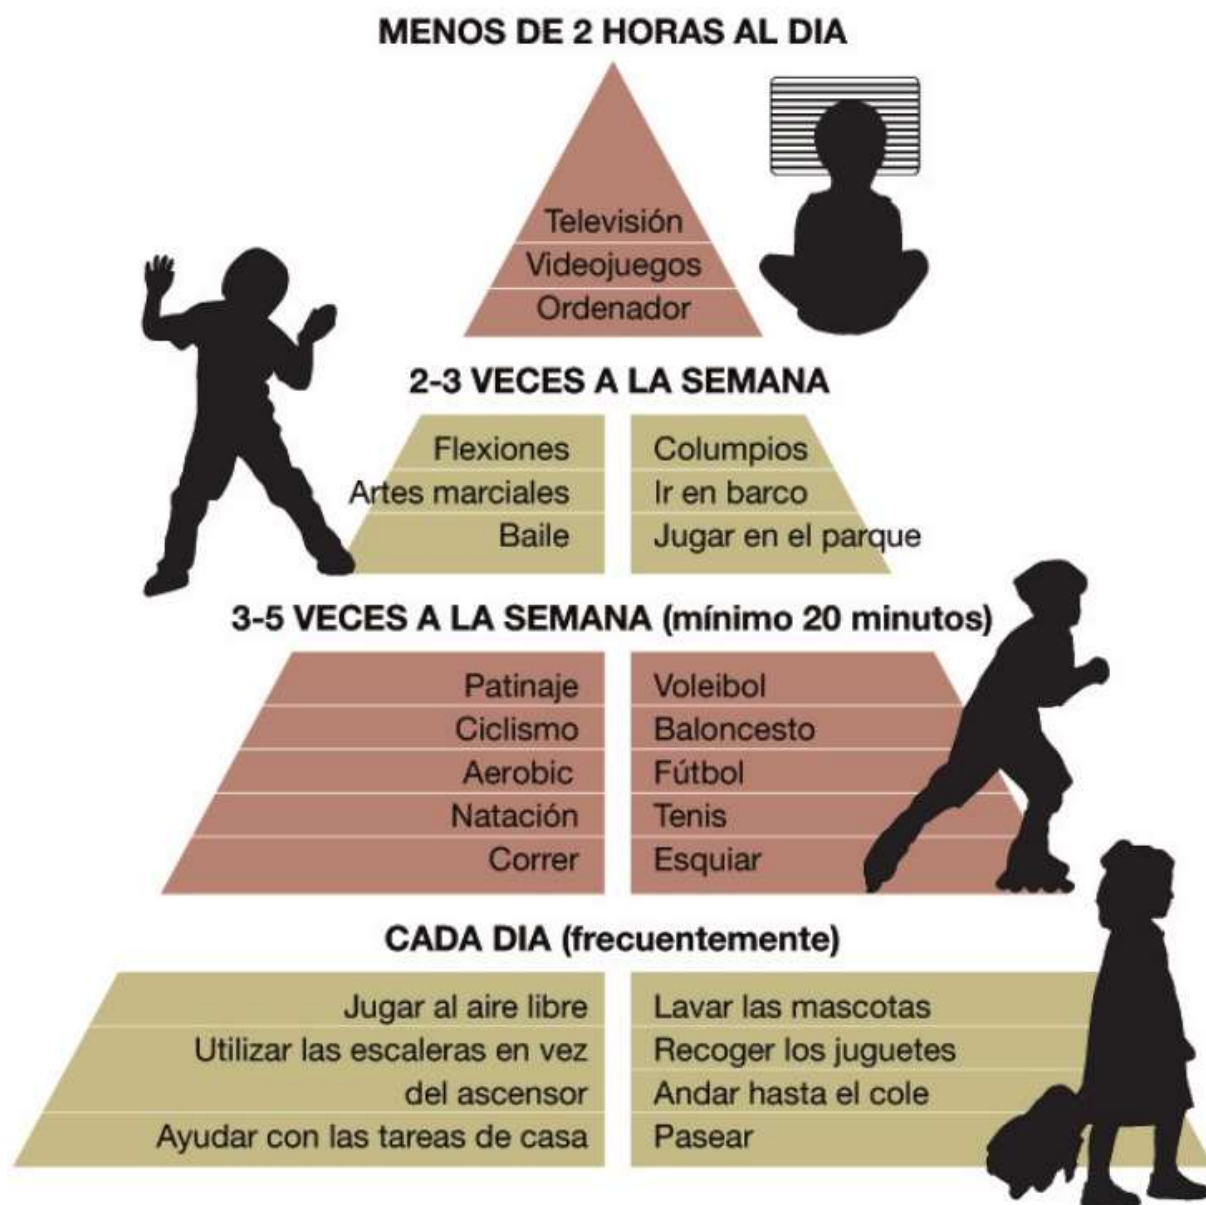 MENOS DE 2 HORAS AL DIA
Televisión
Videojuegos
Ordenador
2-3 VECES A LA SEMANA
Flexiones
Artes marciales
Baile
Columpios
Ir en barco
Jugar en el parque
3-5 VECES A LA SEMANA (mínimo 20 minutos)
Patinaje
Ciclismo
Aerobic
Natación
Correr
Voleibol
Baloncesto
Fútbol
Tenis
Esquiar
CADA DIA (frecuentemente)
Jugar al aire libre
Utilizar las escaleras en vez
del ascensor
Ayudar con las tareas de casa
Lavar las mascotas
Recoger los juguetes
Andar hasta el cole
Pasear